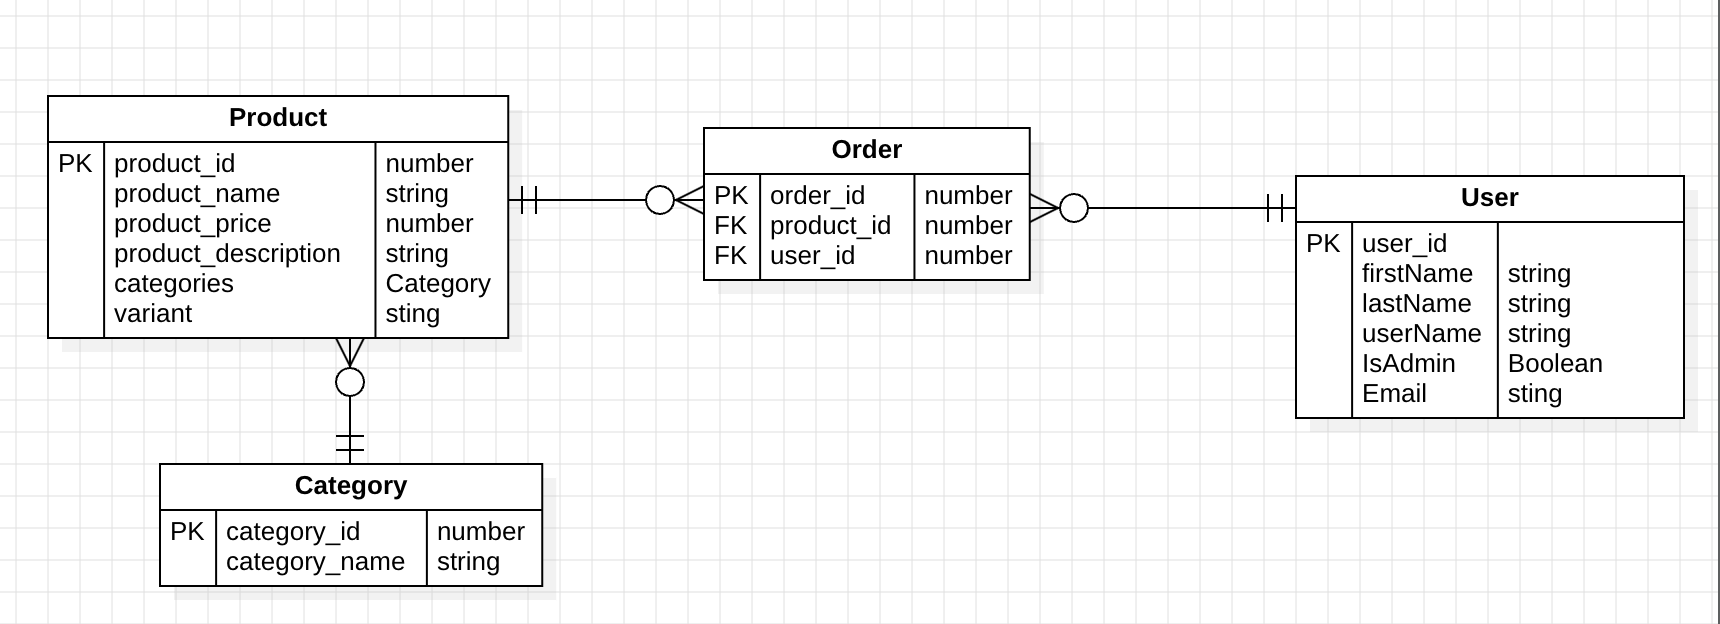 Product
PK product_id number
product_name string
product_price number
product_description string
categories Category
variant sting
Order
PK order_id number
FK product_id number
FK user_id number
User
PK user_id
firstName string
lastName string
userName string
IsAdmin Boolean
Email sting
Category
PK category_id number
category_name string